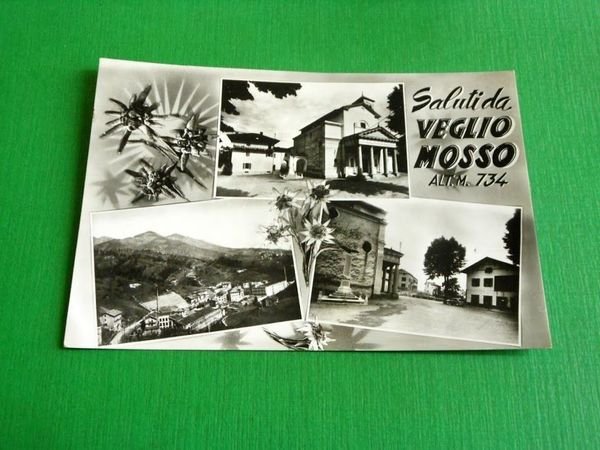 Saluti da
VEGLIO
MOSSO
ALT. M. 734